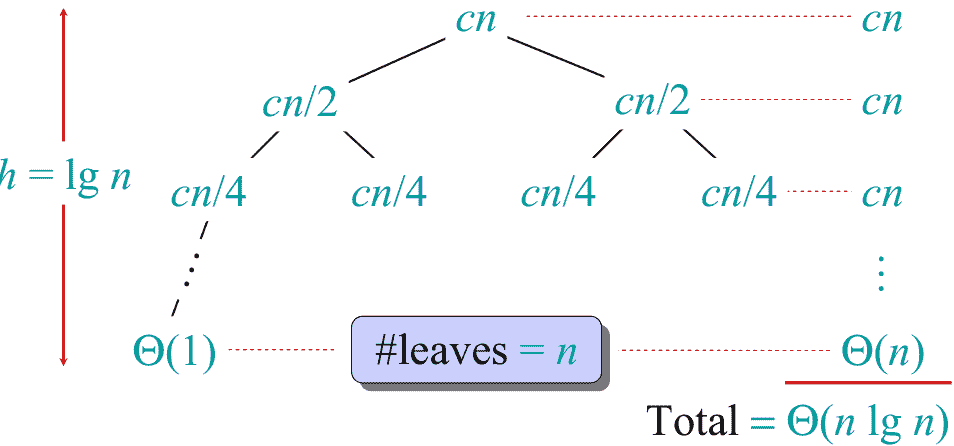 cn cn
cn/2 cn/2 cn
h = lg n
cn/4 cn/4 cn/4 cn/4 cn
⋮
Θ(1) #leaves = n Θ(n)
Total = Θ(n lg n)